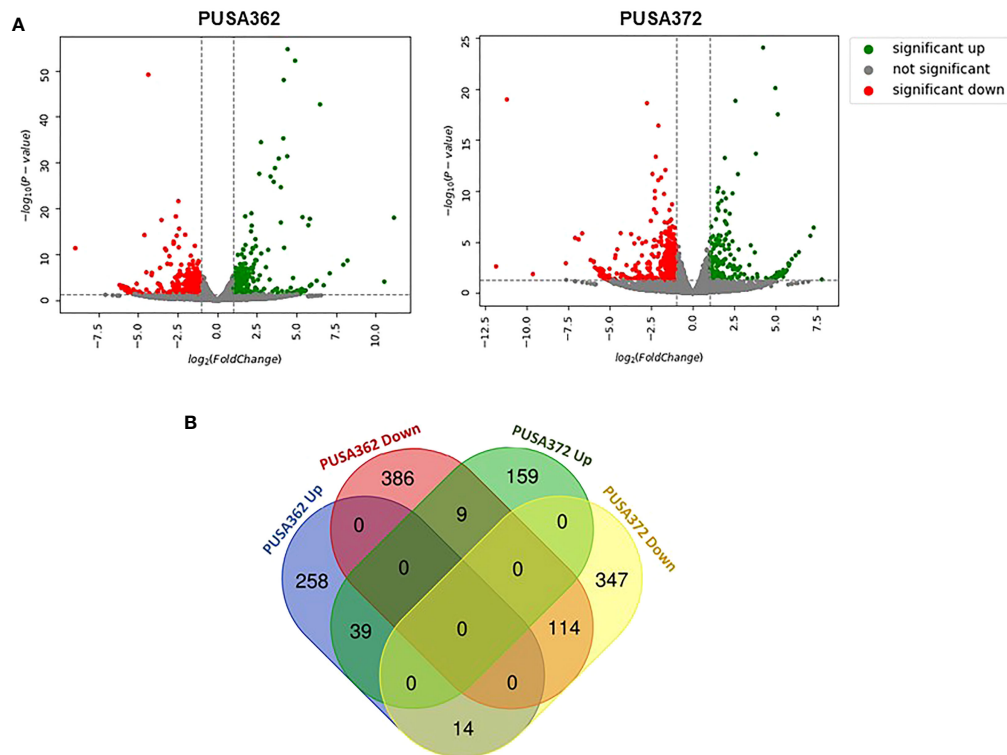 A
PUSA362
PUSA372
significant up
not significant
significant down
−log10(P − value)
50
40
30
20
10
0
−7.5
−5.0
−2.5
0.0
2.5
5.0
7.5
10.0
log2(FoldChange)
−log10(P − value)
25
20
15
10
5
0
−12.5
−10.0
−7.5
−5.0
−2.5
0.0
2.5
5.0
7.5
log2(FoldChange)
B
PUSA362 Up
PUSA362 Down
PUSA372 Up
PUSA372 Down
386
159
0
9
0
258
0
0
347
39
0
114
0
0
14